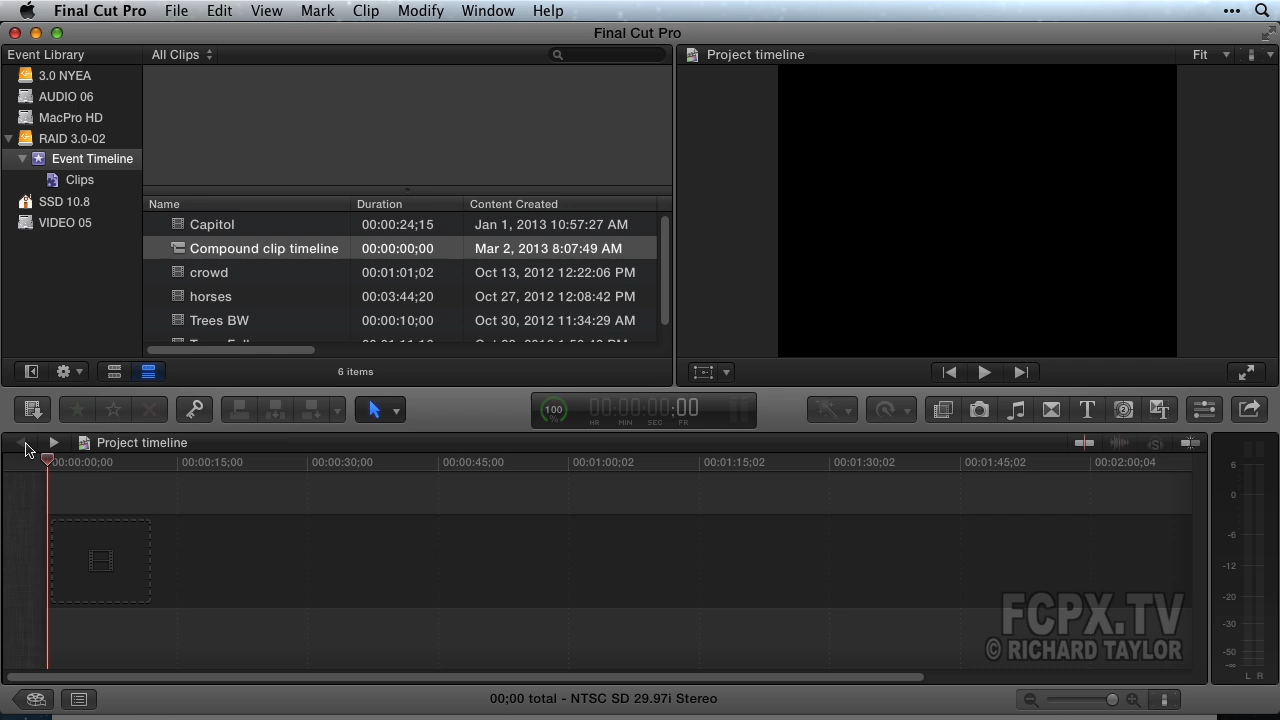 Final Cut Pro File Edit View Mark Clip Modify Window Help
Final Cut Pro
Event Library
All Clips
Project timeline
Fit
3.0 NYEA
AUDIO 06
MacPro HD
RAID 3.0-02
Event Timeline
Clips
SSD 10.8
VIDEO 05
Name Duration Content Created
Capitol 00:00:24;15 Jan 1, 2013 10:57:27 AM
Compound clip timeline 00:00:00;00 Mar 2, 2013 8:07:49 AM
crowd 00:01:01;02 Oct 13, 2012 12:22:06 PM
horses 00:03:44;20 Oct 27, 2012 12:08:42 PM
Trees BW 00:00:10;00 Oct 30, 2012 11:34:29 AM
6 items
100
%
00:00:00;00
HR MIN SEC FR
Project timeline
00:00:00;00 00:00:15;00 00:00:30;00 00:00:45;00 00:01:00;02 00:01:15;02 00:01:30;02 00:01:45;02 00:02:00;04
6
0
-6
-12
-20
-30
-50
-∞
L R
FCPX.TV
© RICHARD TAYLOR
00;00 total - NTSC SD 29.97i Stereo